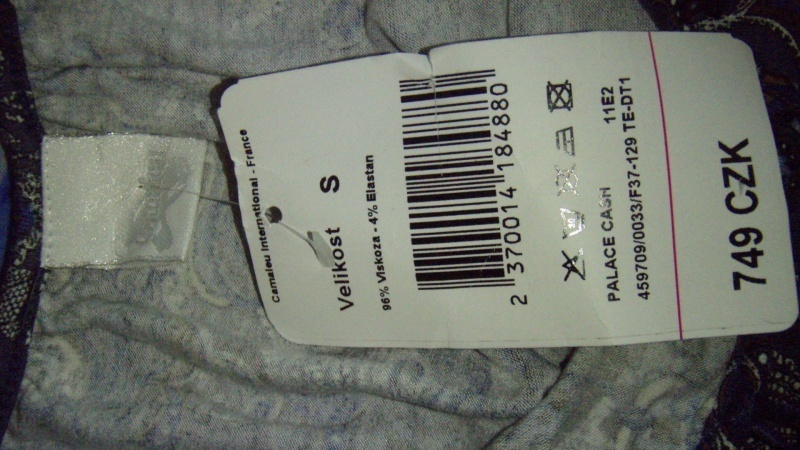 Camaieu International - France
Velikost S
96% Viskoza - 4% Elastan
2 370014 184880
PALACE CASH 11E2
459709/0033/F37-129 TE-DT1
749 CZK